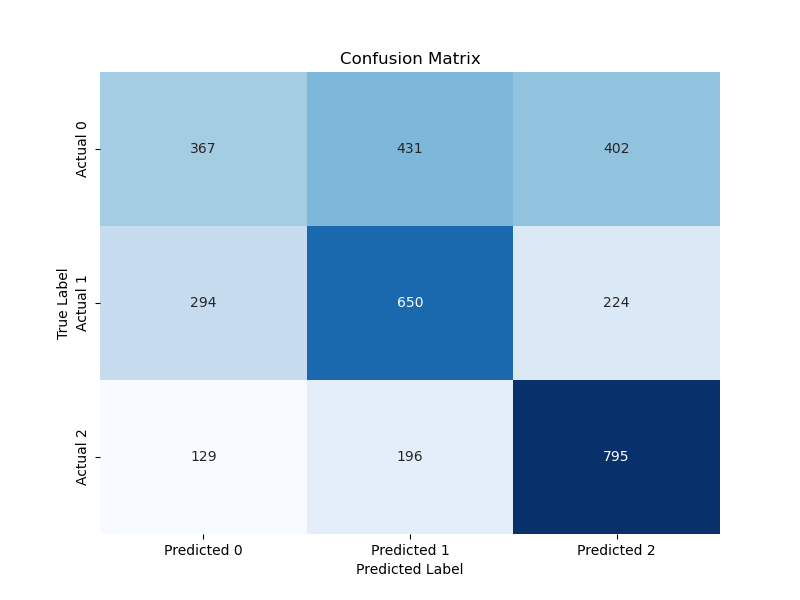 Confusion Matrix
True Label
Actual 0
367 431 402
Actual 1
294 650 224
Actual 2
129 196 795
Predicted 0 Predicted 1 Predicted 2
Predicted Label